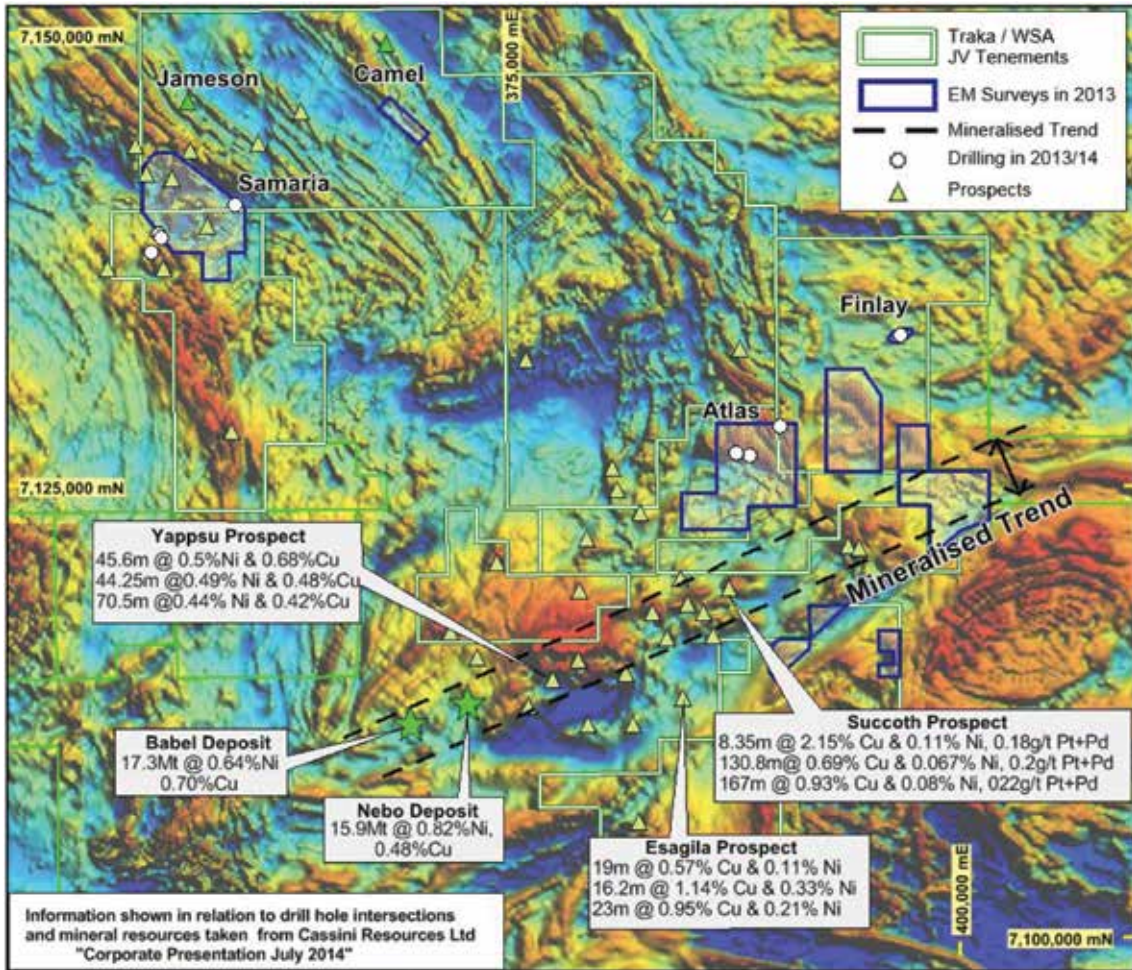 7,150,000 mN
375,000 mE
Jameson
Camel
Samaria
Traka / WSA
JV Tenements
EM Surveys in 2013
Mineralised Trend
Drilling in 2013/14
Prospects
Finlay
Atlas
7,125,000 mN
Mineralised Trend
Yappsu Prospect
45.6m @ 0.5%Ni & 0.68%Cu
44.25m @0.49% Ni & 0.48%Cu
70.5m @0.44% Ni & 0.42%Cu
Babel Deposit
17.3Mt @ 0.64%Ni
0.70%Cu
Nebo Deposit
15.9Mt @ 0.82%Ni,
0.48%Cu
Succoth Prospect
8.35m @ 2.15% Cu & 0.11% Ni, 0.18g/t Pt+Pd
130.8m@ 0.69% Cu & 0.067% Ni, 0.2g/t Pt+Pd
167m @ 0.93% Cu & 0.08% Ni, 022g/t Pt+Pd
Esagila Prospect
19m @ 0.57% Cu & 0.11% Ni
16.2m @ 1.14% Cu & 0.33% Ni
23m @ 0.95% Cu & 0.21% Ni
400,000 mE
7,100,000 mN
Information shown in relation to drill hole intersections
and mineral resources taken from Cassini Resources Ltd
"Corporate Presentation July 2014"